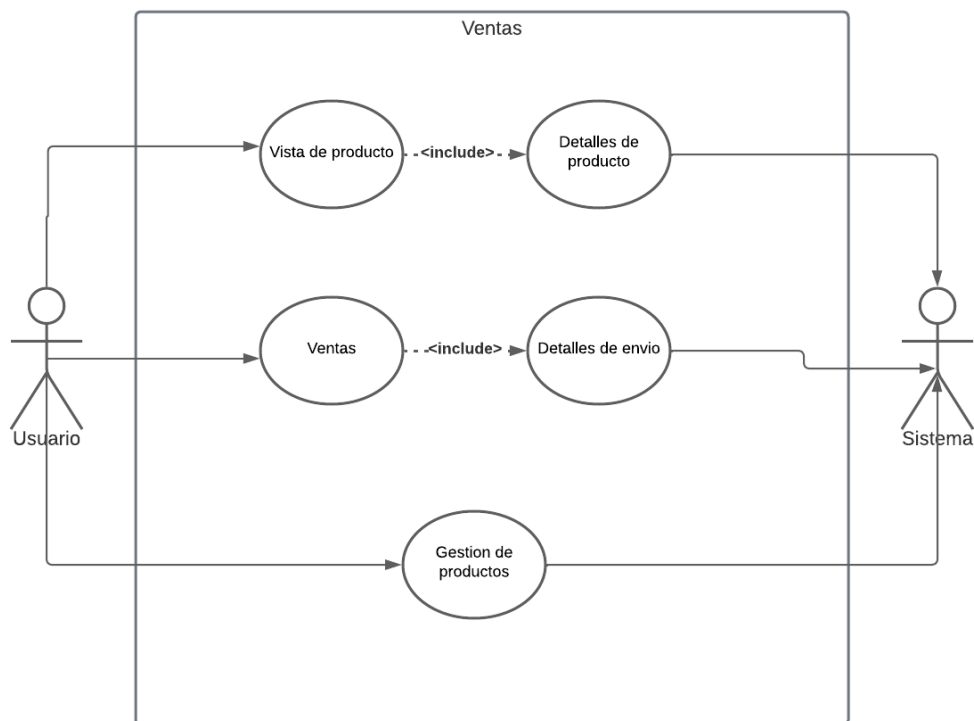 Ventas
Vista de producto
<include>
Detalles de
producto
Ventas
<include>
Detalles de envio
Usuario
Sistema
Gestion de
productos